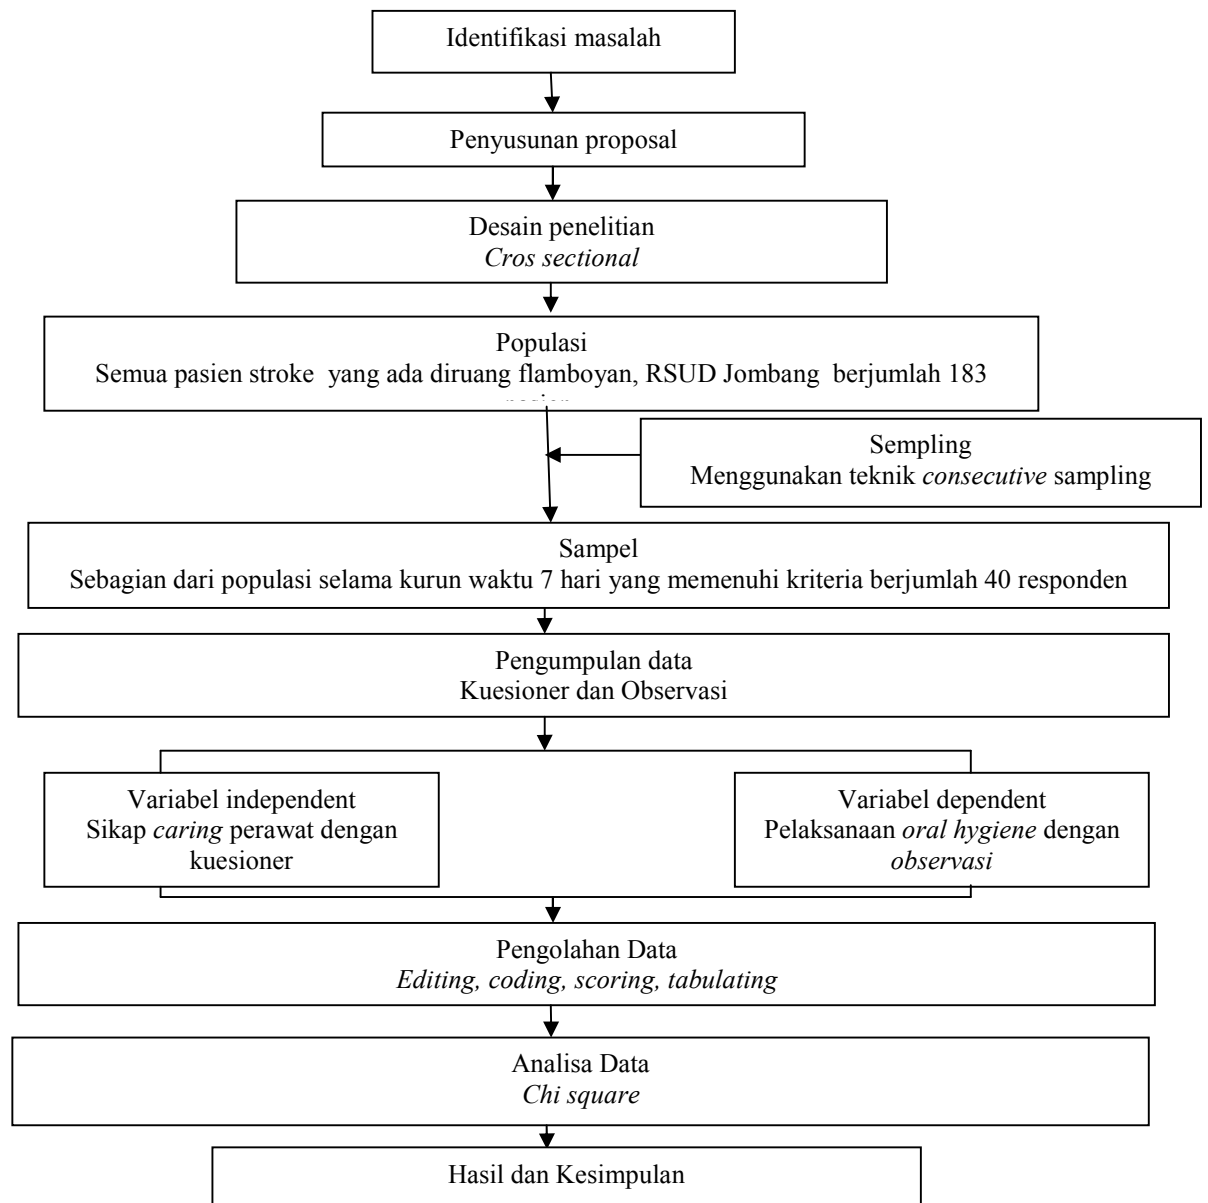 Identifikasi masalah
Penyusunan proposal
Desain penelitian
Cros sectional
Populasi
Semua pasien stroke yang ada diruang flamboyan, RSUD Jombang berjumlah 183
Sempling
Menggunakan teknik consecutive sampling
Sampel
Sebagian dari populasi selama kurun waktu 7 hari yang memenuhi kriteria berjumlah 40 responden
Pengumpulan data
Kuesioner dan Observasi
Variabel independent
Sikap caring perawat dengan
kuesioner
Variabel dependent
Pelaksanaan oral hygiene dengan
observasi
Pengolahan Data
Editing, coding, scoring, tabulating
Analisa Data
Chi square
Hasil dan Kesimpulan